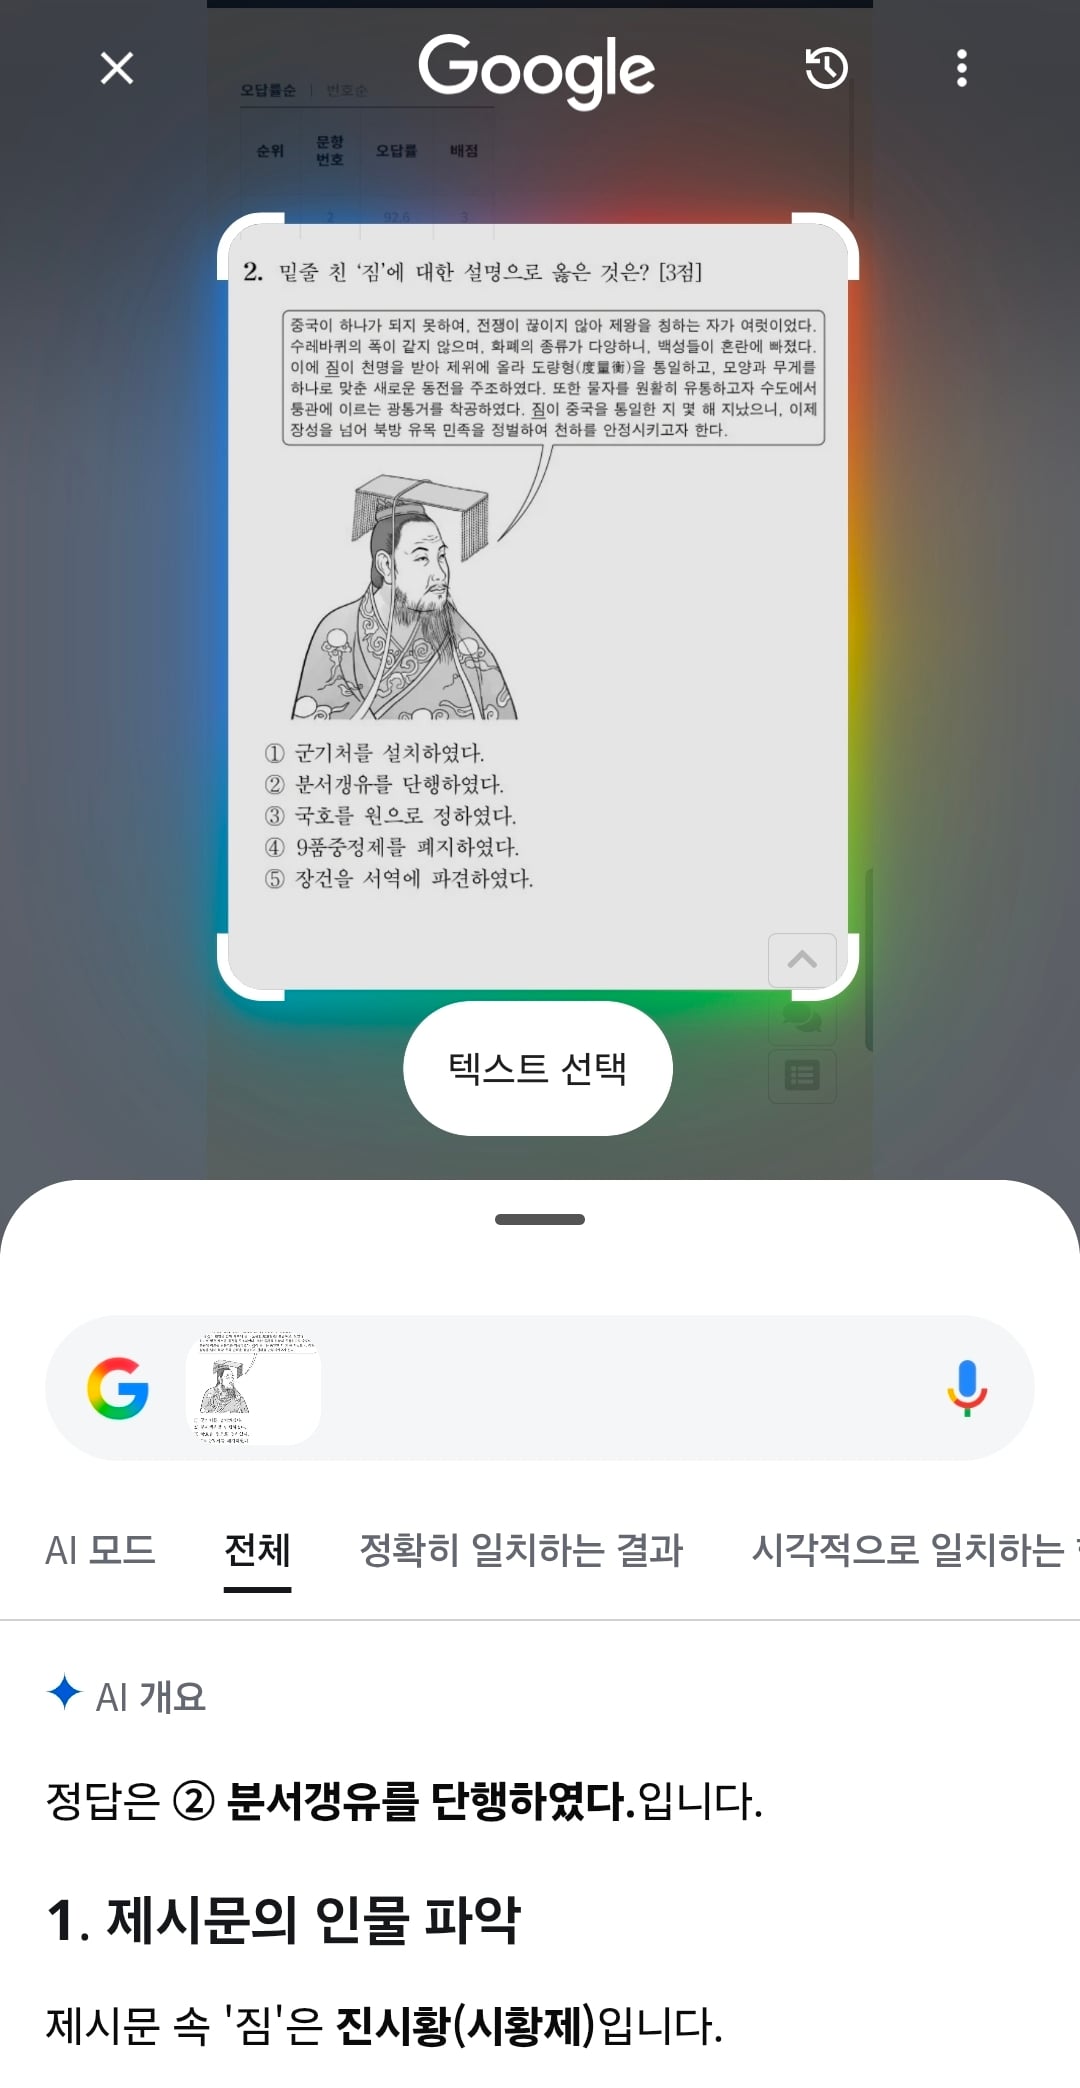 Google
오답률순 | 번호순
순위 문항 번호 오답률 배점
2 92.6 3
2. 밑줄 친 ‘짐’에 대한 설명으로 옳은 것은? [3점]
중국이 하나가 되지 못하여, 전쟁이 끊이지 않아 제왕을 칭하는 자가 여럿이었다.
수레바퀴의 폭이 같지 않으며, 화폐의 종류가 다양하니, 백성들이 혼란에 빠졌다.
이에 짐이 천명을 받아 제위에 올라 도량형(度量衡)을 통일하고, 모양과 무게를
하나로 맞춘 새로운 동전을 주조하였다. 또한 물자를 원활히 유통하고자 수도에서
퉁관에 이르는 광통거를 착공하였다. 짐이 중국을 통일한 지 몇 해 지났으니, 이제
장성을 넘어 북방 유목 민족을 정벌하여 천하를 안정시키고자 한다.
① 군기처를 설치하였다.
② 분서갱유를 단행하였다.
③ 국호를 원으로 정하였다.
④ 9품중정제를 폐지하였다.
⑤ 장건을 서역에 파견하였다.
텍스트 선택
AI 모드 전체 정확히 일치하는 결과 시각적으로 일치하는
AI 개요
정답은 ② 분서갱유를 단행하였다.입니다.
1. 제시문의 인물 파악
제시문 속 '짐'은 진시황(시황제)입니다.